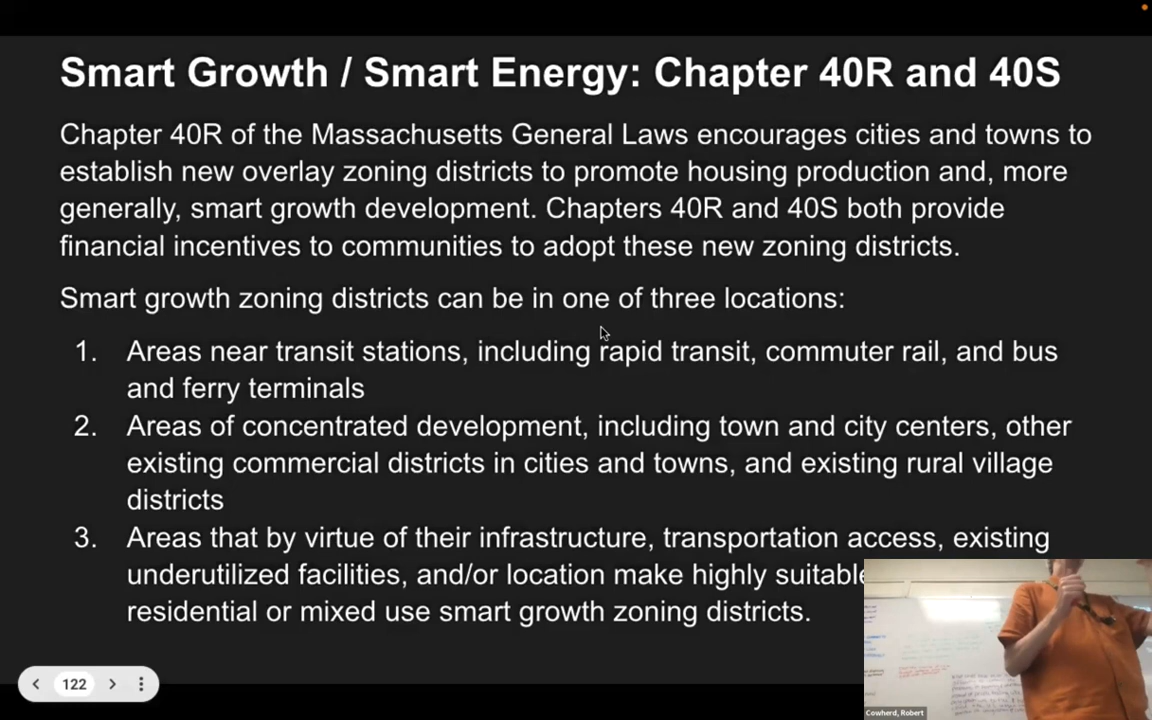 Smart Growth / Smart Energy: Chapter 40R and 40S
Chapter 40R of the Massachusetts General Laws encourages cities and towns to
establish new overlay zoning districts to promote housing production and, more
generally, smart growth development. Chapters 40R and 40S both provide
financial incentives to communities to adopt these new zoning districts.
Smart growth zoning districts can be in one of three locations:
1. Areas near transit stations, including rapid transit, commuter rail, and bus
and ferry terminals
2. Areas of concentrated development, including town and city centers, other
existing commercial districts in cities and towns, and existing rural village
districts
3. Areas that by virtue of their infrastructure, transportation access, existing
underutilized facilities, and/or location make highly suitable
residential or mixed use smart growth zoning districts.
122
Cowherd, Robert